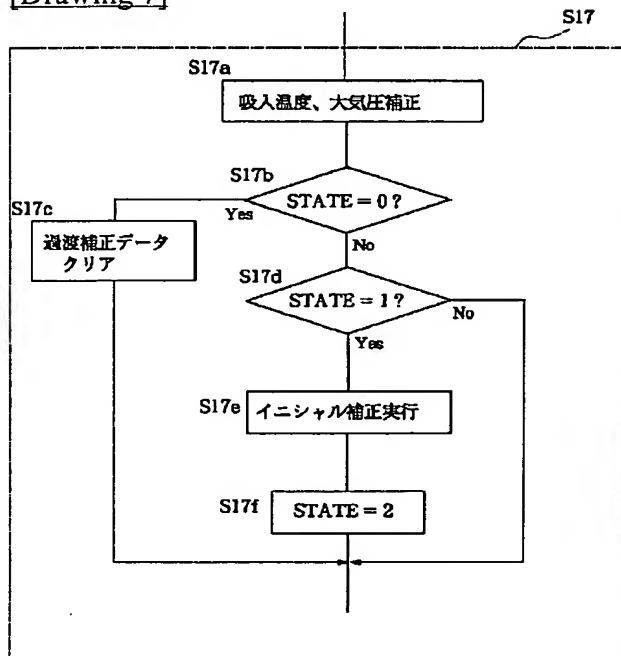 [Drawing 7]
S17
S17a
吸入温度、大気圧補正
S17b
STATE = 0 ?
Yes
No
S17c
過渡補正データ
クリア
S17d
STATE = 1 ?
No
Yes
S17e
イニシャル補正実行
S17f
STATE = 2